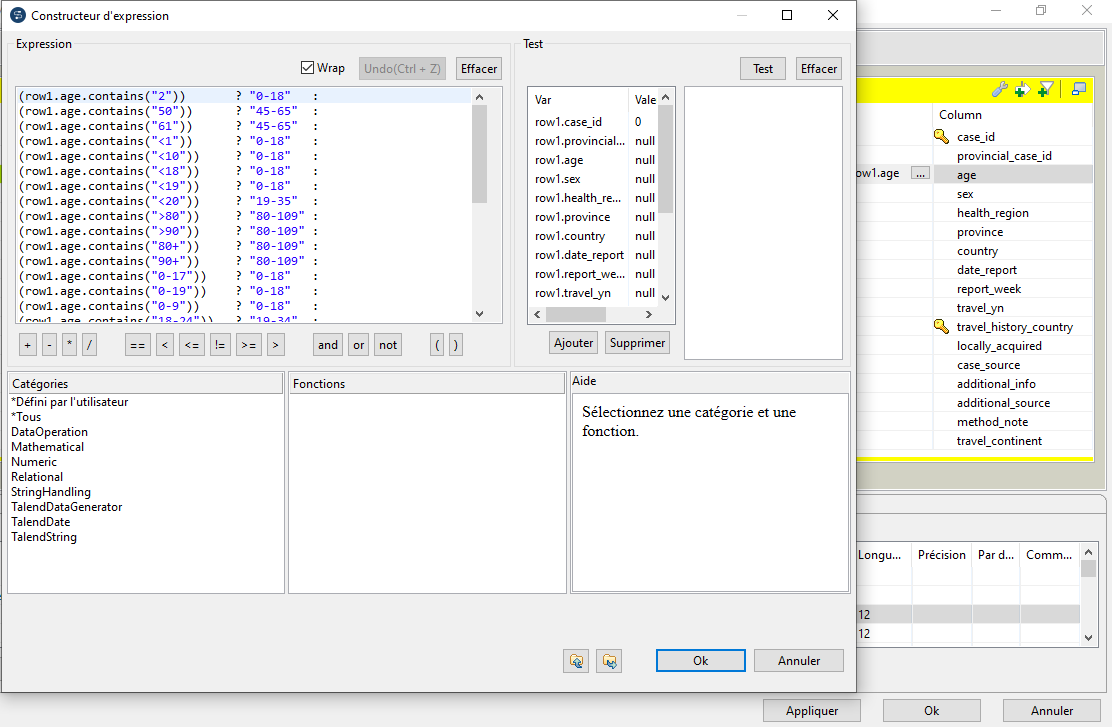 Constructeur d'expression
Expression
Wrap
Undo(Ctrl + Z)
Effacer
(row1.age.contains("2")) ? "0-18" :
(row1.age.contains("50")) ? "45-65" :
(row1.age.contains("61")) ? "45-65" :
(row1.age.contains("<1")) ? "0-18" :
(row1.age.contains("<10")) ? "0-18" :
(row1.age.contains("<18")) ? "0-18" :
(row1.age.contains("<19")) ? "0-18" :
(row1.age.contains("<20")) ? "19-35" :
(row1.age.contains(">80")) ? "80-109" :
(row1.age.contains(">90")) ? "80-109" :
(row1.age.contains("80+")) ? "80-109" :
(row1.age.contains("90+")) ? "80-109" :
(row1.age.contains("0-17")) ? "0-18" :
(row1.age.contains("0-19")) ? "0-18" :
(row1.age.contains("0-9")) ? "0-18" :
(row1.age.contains("18-24")) ? "19-34" :
+ - * / == < <= != >= > and or not ( )
Test
Test
Effacer
Var Vale
row1.case_id 0
row1.provincial... null
row1.age null
row1.sex null
row1.health_re... null
row1.province null
row1.country null
row1.date_report null
row1.report_we... null
row1.travel_yn null
Ajouter
Supprimer
Catégories
*Défini par l'utilisateur
*Tous
DataOperation
Mathematical
Numeric
Relational
StringHandling
TalendDataGenerator
TalendDate
TalendString
Fonctions
Aide
Sélectionnez une catégorie et une
fonction.
Ok
Annuler
Column
case_id
provincial_case_id
ow1.age ... age
sex
health_region
province
country
date_report
report_week
travel_yn
travel_history_country
locally_acquired
case_source
additional_info
additional_source
method_note
travel_continent
Longu... Précision Par d... Comm...
12
12
Appliquer
Ok
Annuler